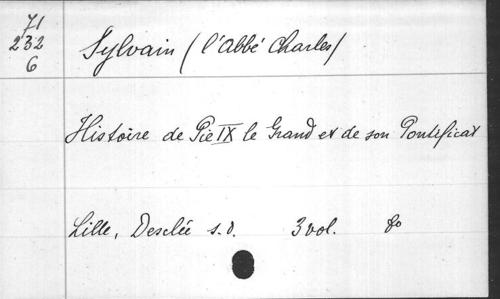 71
232
6
Sylvain (l'abbé Charles)
Histoire de Pie IX le Grand et de son Pontificat
Lille, Desclée s.d. 3 vol. 8o